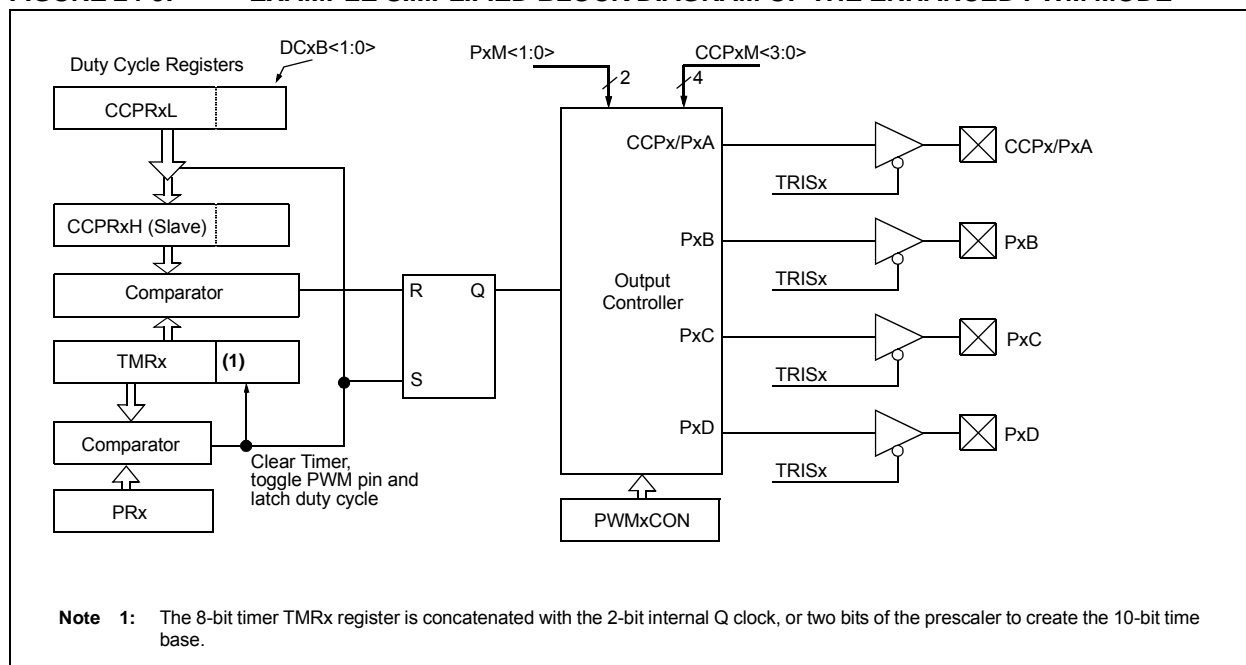 DCxB<1:0>
Duty Cycle Registers
CCPRxL
CCPRxH (Slave)
Comparator
TMRx
(1)
Comparator
PRx
Clear Timer,
toggle PWM pin and
latch duty cycle
R
Q
S
PxM<1:0>
2
CCPxM<3:0>
4
Output
Controller
CCPx/PxA
PxB
PxC
PxD
PWMxCON
TRISx
CCPx/PxA
TRISx
PxB
TRISx
PxC
TRISx
PxD
Note 1: The 8-bit timer TMRx register is concatenated with the 2-bit internal Q clock, or two bits of the prescaler to create the 10-bit time
base.